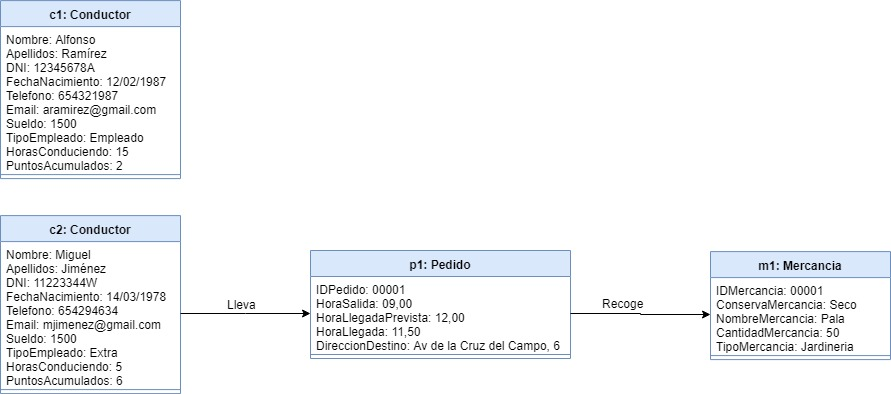 c1: Conductor
Nombre: Alfonso
Apellidos: Ramírez
DNI: 12345678A
FechaNacimiento: 12/02/1987
Telefono: 654321987
Email: aramirez@gmail.com
Sueldo: 1500
TipoEmpleado: Empleado
HorasConduciendo: 15
PuntosAcumulados: 2
c2: Conductor
Nombre: Miguel
Apellidos: Jiménez
DNI: 11223344W
FechaNacimiento: 14/03/1978
Telefono: 654294634
Email: mjimenez@gmail.com
Sueldo: 1500
TipoEmpleado: Extra
HorasConduciendo: 5
PuntosAcumulados: 6
Lleva
p1: Pedido
IDPedido: 00001
HoraSalida: 09,00
HoraLlegadaPrevista: 12,00
HoraLlegada: 11,50
DireccionDestino: Av de la Cruz del Campo, 6
Recoge
m1: Mercancia
IDMercancia: 00001
ConservaMercancia: Seco
NombreMercancia: Pala
CantidadMercancia: 50
TipoMercancia: Jardineria